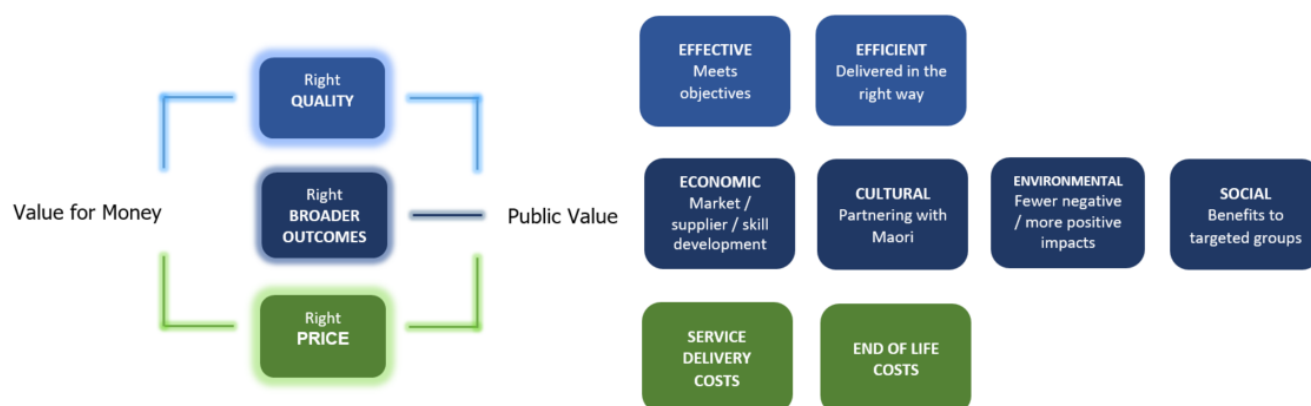 Value for Money
Right
QUALITY
Right
BROADER
OUTCOMES
Right
PRICE
Public Value
EFFECTIVE
Meets
objectives
EFFICIENT
Delivered in the
right way
ECONOMIC
Market /
supplier / skill
development
CULTURAL
Partnering with
Maori
ENVIRONMENTAL
Fewer negative
/ more positive
impacts
SOCIAL
Benefits to
targeted groups
SERVICE
DELIVERY
COSTS
END OF LIFE
COSTS